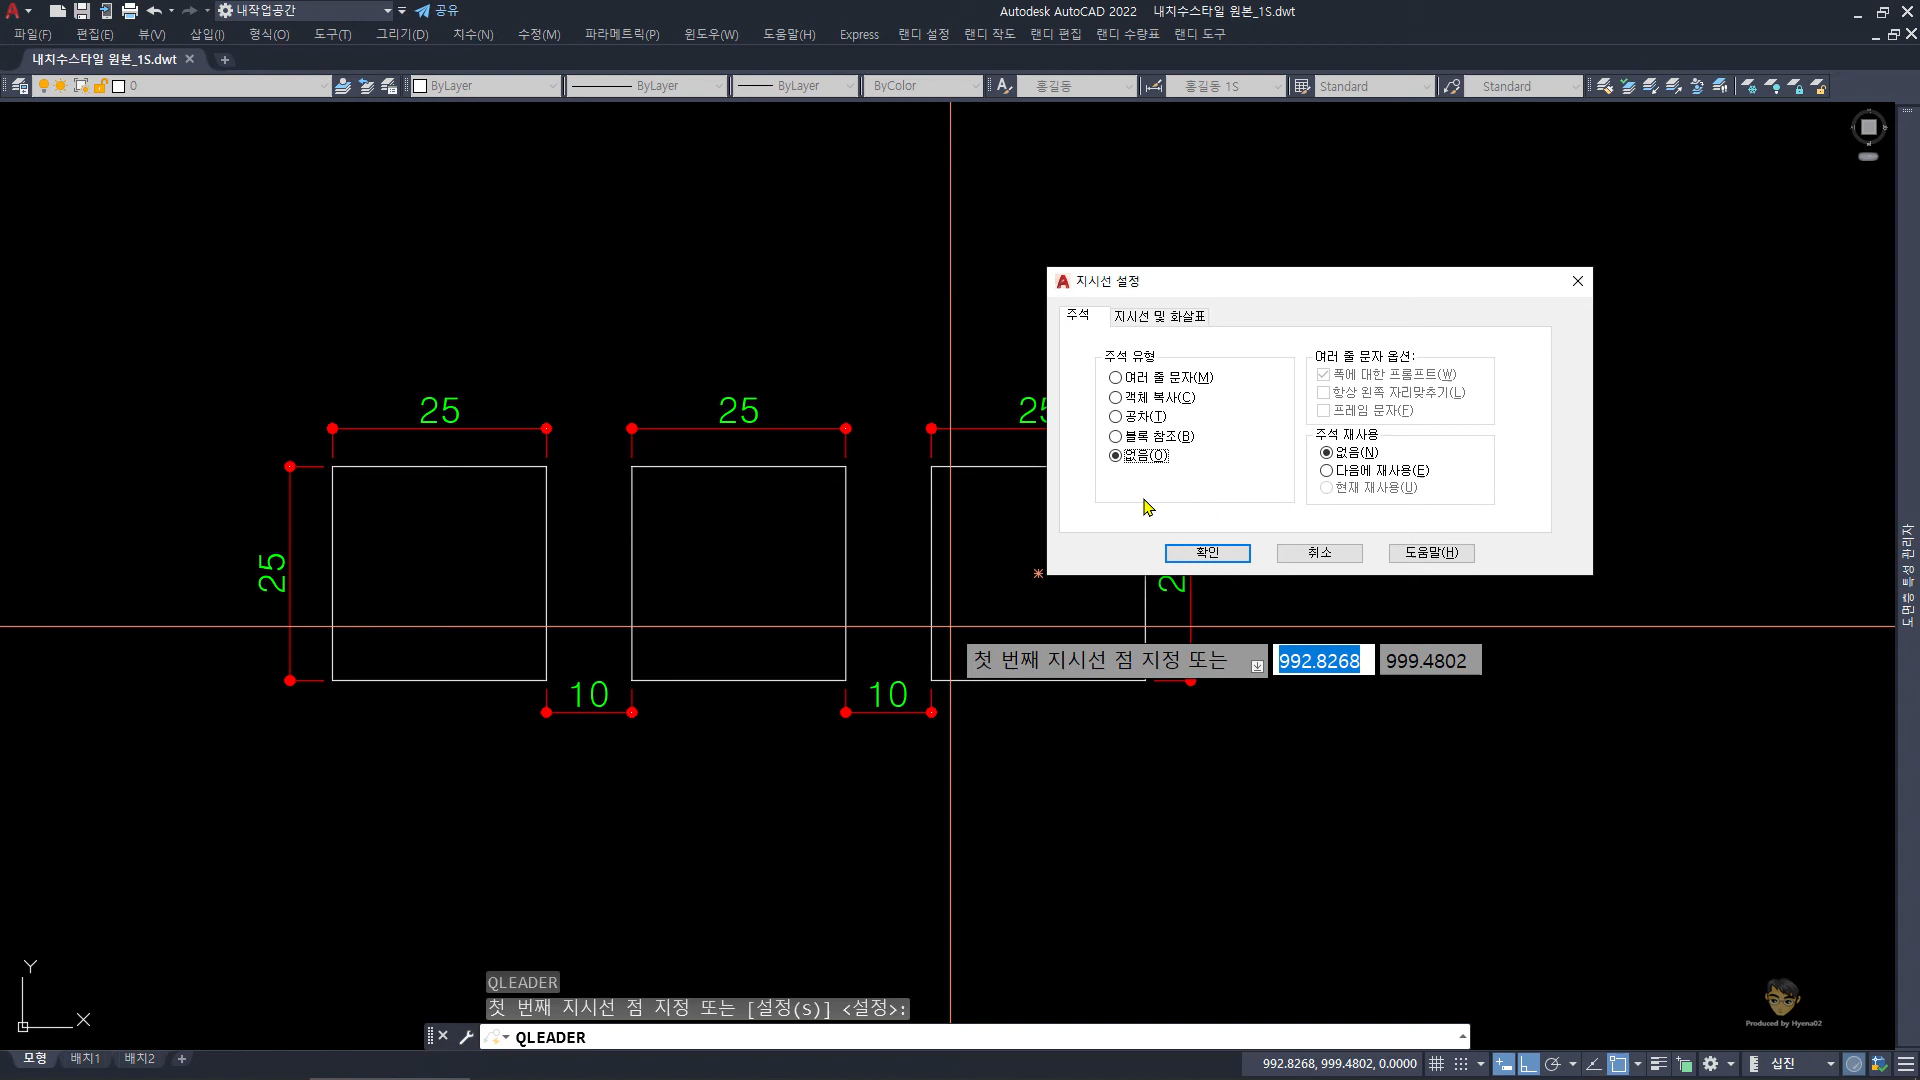 내작업공간
공유
Autodesk AutoCAD 2022 내치수스타일 원본_1S.dwt
파일(F) 편집(E) 뷰(V) 삽입(I) 형식(O) 도구(T) 그리기(D) 치수(N) 수정(M) 파라메트릭(P) 윈도우(W) 도움말(H) Express 랜디 설정 랜디 작도 랜디 편집 랜디 수량표 랜디 도구
내치수스타일 원본_1S.dwt
0 ByLayer ByLayer ByLayer ByColor 홍길동 홍길동 1S Standard Standard
지시선 설정
주석 지시선 및 화살표
주석 유형
여러 줄 문자(M)
객체 복사(C)
공차(T)
블록 참조(B)
없음(O)
여러 줄 문자 옵션:
폭에 대한 프롬프트(W)
항상 왼쪽 자리맞추기(L)
프레임 문자(F)
주석 재사용
없음(N)
다음에 재사용(E)
현재 재사용(U)
확인 취소 도움말(H)
25 25 25
25
10 10
첫 번째 지시선 점 지정 또는 992.8268 999.4802
도면층 특성 관리자
Y
X
QLEADER
첫 번째 지시선 점 지정 또는 [설정(S)] <설정>:
QLEADER
Produced by Hyena02
모형 배치1 배치2
992.8268, 999.4802, 0.0000 십진